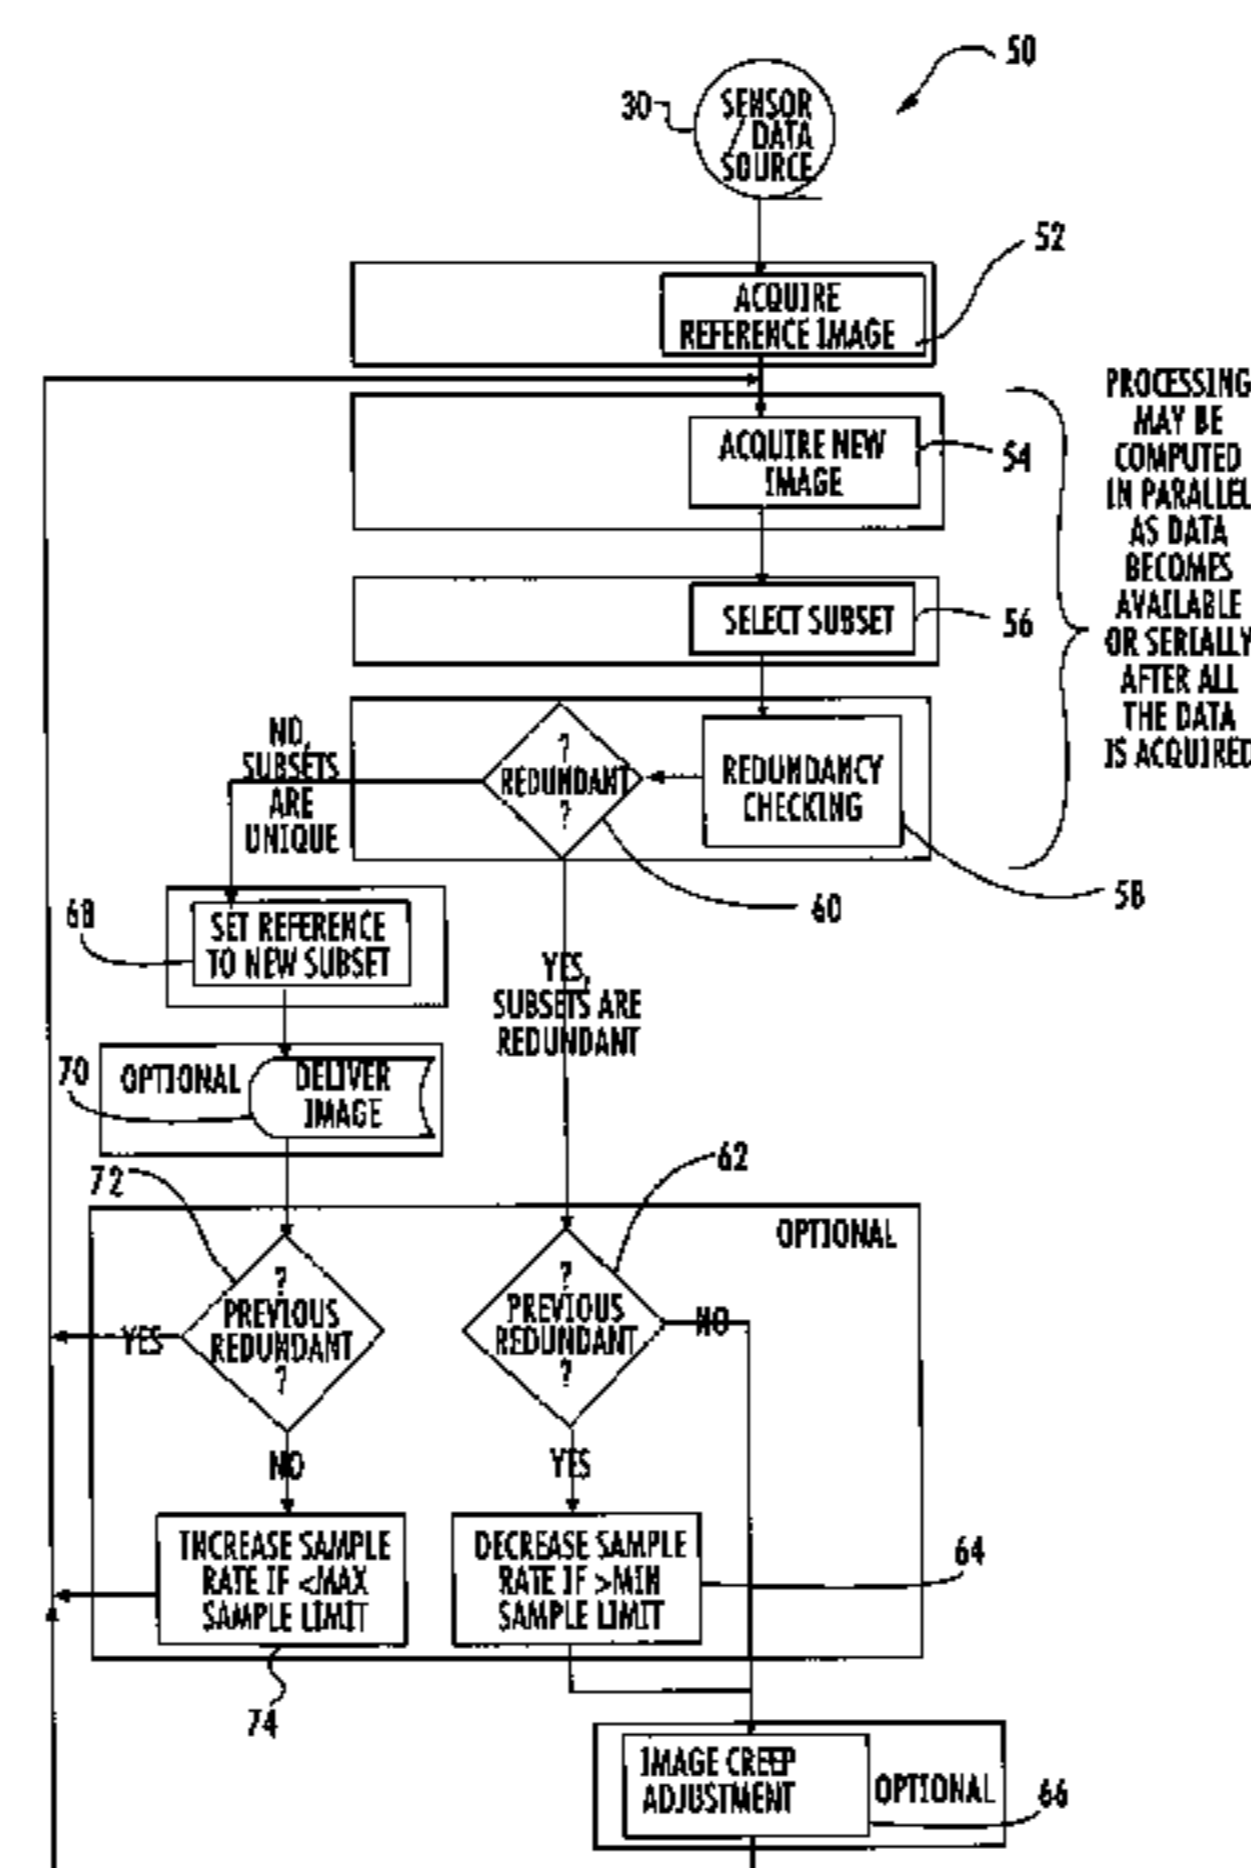 50
30
SENSOR
/ DATA
SOURCE
52
ACQUIRE
REFERENCE IMAGE
PROCESSING
MAY BE
COMPUTED
IN PARALLEL
AS DATA
BECOMES
AVAILABLE
OR SERIALLY
AFTER ALL
THE DATA
IS ACQUIRED
ACQUIRE NEW
IMAGE
54
SELECT SUBSET
56
NO,
SUBSETS
ARE
UNIQUE
?
REDUNDANT
?
REDUNDANCY
CHECKING
58
60
68
SET REFERENCE
TO NEW SUBSET
YES,
SUBSETS ARE
REDUNDANT
70
OPTIONAL
DELIVER
IMAGE
72
62
OPTIONAL
?
PREVIOUS
REDUNDANT
?
YES
NO
?
PREVIOUS
REDUNDANT
?
NO
YES
INCREASE SAMPLE
RATE IF <MAX
SAMPLE LIMIT
74
DECREASE SAMPLE
RATE IF >MIN
SAMPLE LIMIT
64
IMAGE CREEP
ADJUSTMENT
OPTIONAL
66